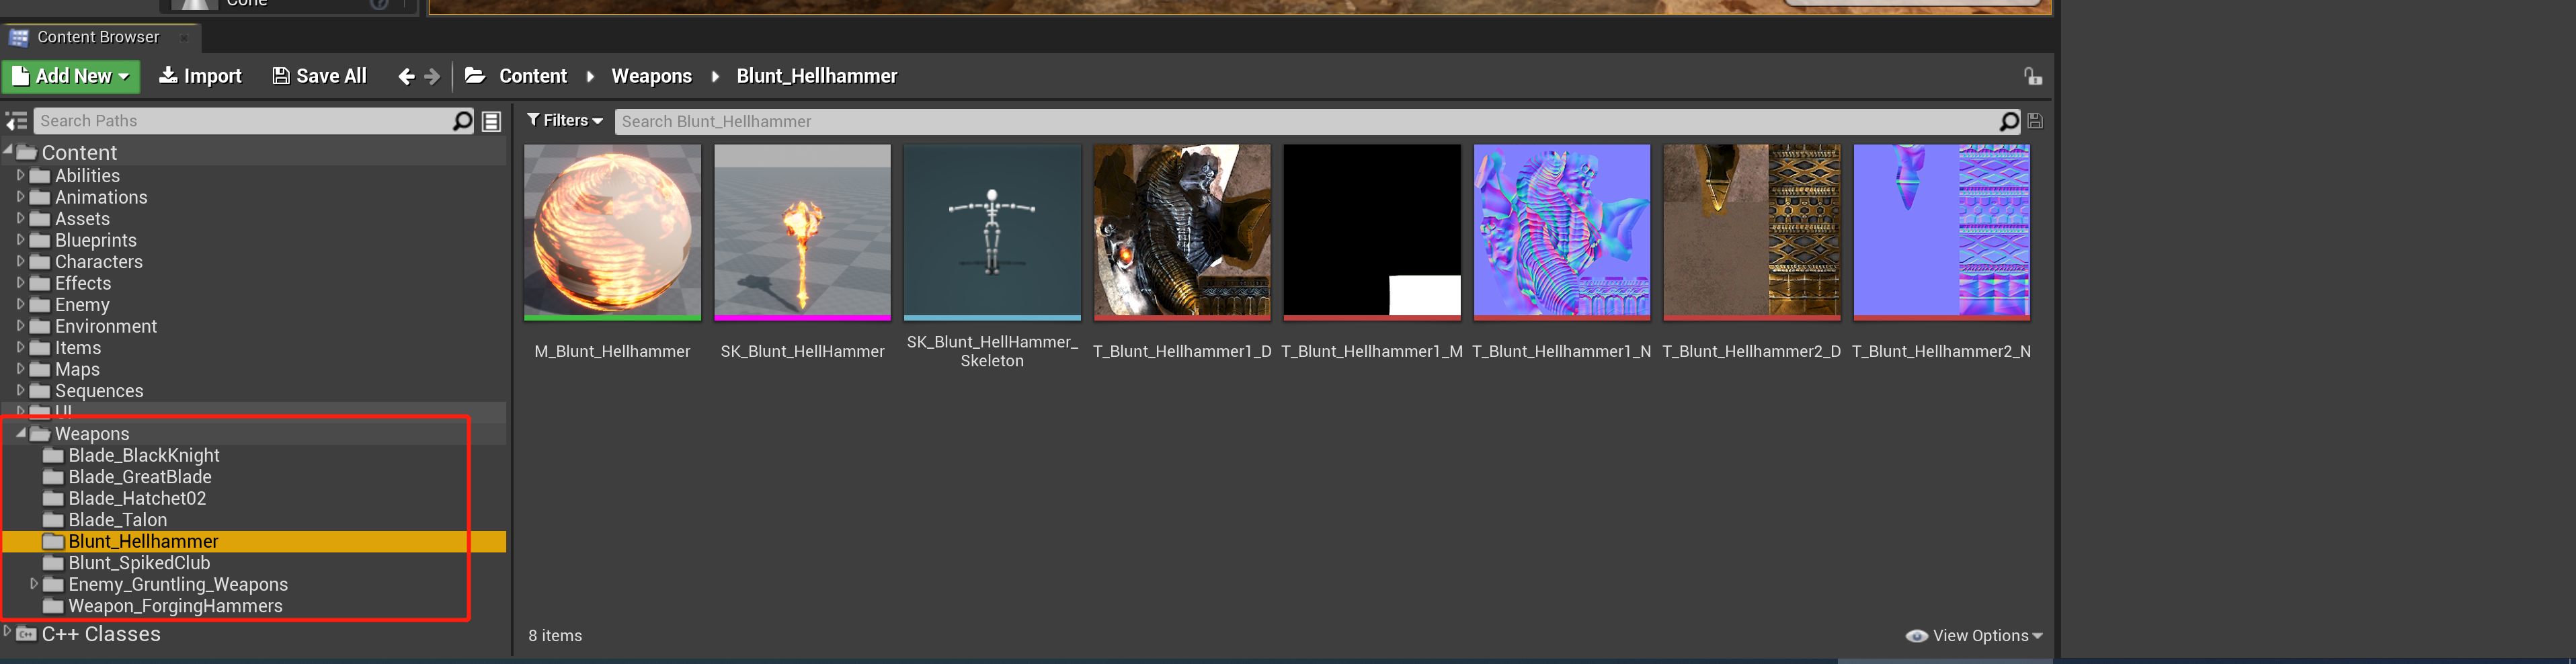 Cone
Content Browser
Add New Import Save All Content Weapons Blunt_Hellhammer
Search Paths
Filters Search Blunt_Hellhammer
Content
Abilities
Animations
Assets
Blueprints
Characters
Effects
Enemy
Environment
Items
Maps
Sequences
UI
Weapons
Blade_BlackKnight
Blade_GreatBlade
Blade_Hatchet02
Blade_Talon
Blunt_Hellhammer
Blunt_SpikedClub
Enemy_Gruntling_Weapons
Weapon_ForgingHammers
C++ C++ Classes
M_Blunt_Hellhammer
SK_Blunt_HellHammer
SK_Blunt_HellHammer_
Skeleton
T_Blunt_Hellhammer1_D
T_Blunt_Hellhammer1_M
T_Blunt_Hellhammer1_N
T_Blunt_Hellhammer2_D
T_Blunt_Hellhammer2_N
8 items
View Options